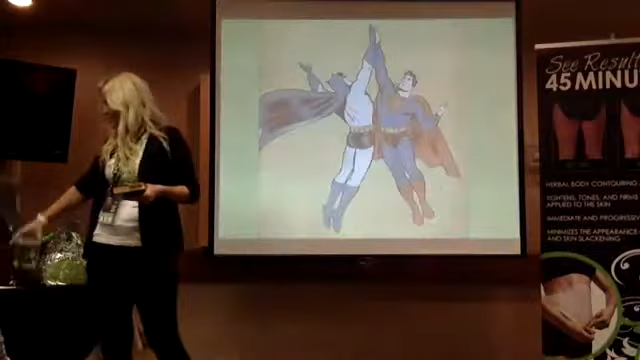 See Result
45 MINU
HERBAL BODY CONTOURING
TIGHTENS, TONES, AND FIRMS
APPLIED TO THE SKIN
IMMEDIATE AND PROGRESSIV
MINIMIZES THE APPEARANCE
AND SKIN SLACKENING